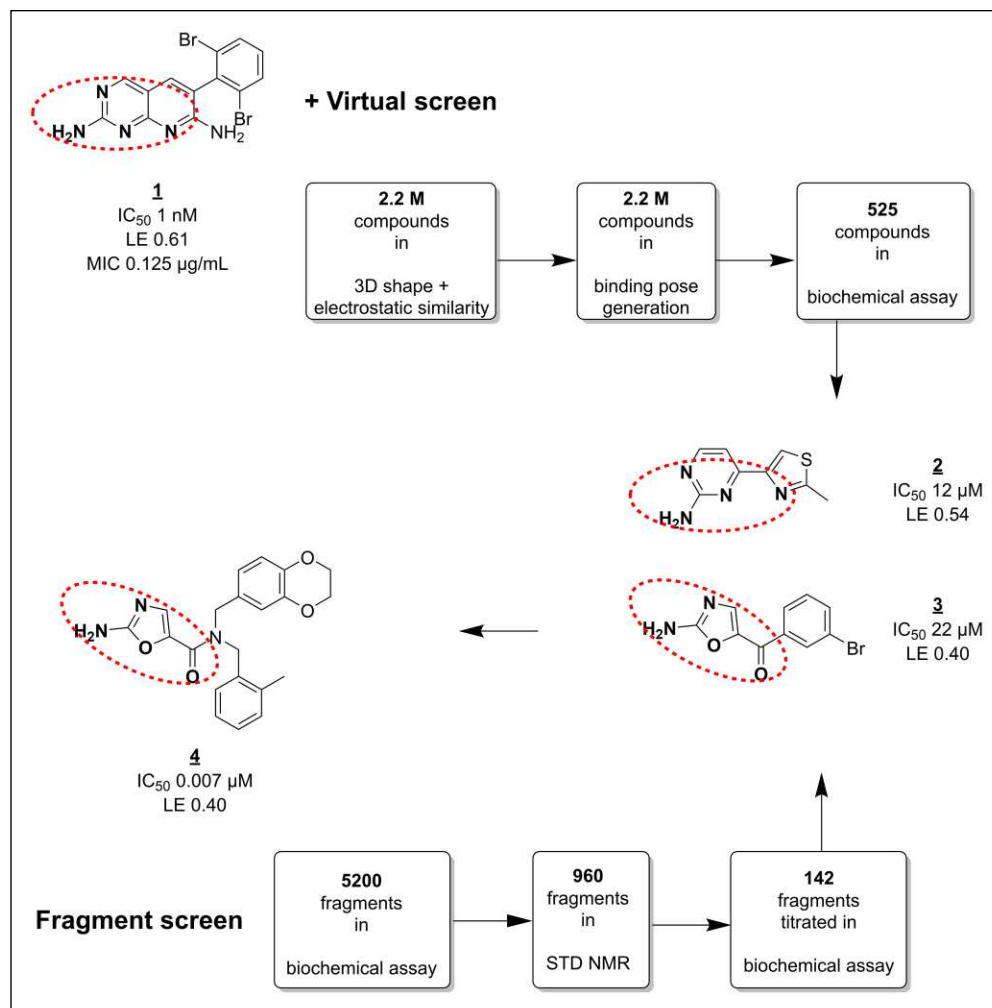 Br
N
Br
H₂N
N
N
NH₂
+ Virtual screen
1
IC₅₀ 1 nM
LE 0.61
MIC 0.125 µg/mL
2.2 M
compounds
in
3D shape +
electrostatic similarity
2.2 M
compounds
in
binding pose
generation
525
compounds
in
biochemical assay
S
N
N
N
H₂N
2
IC₅₀ 12 µM
LE 0.54
N
H₂N
O
O
Br
3
IC₅₀ 22 µM
LE 0.40
O
O
N
H₂N
O
N
O
4
IC₅₀ 0.007 µM
LE 0.40
Fragment screen
5200
fragments
in
biochemical assay
960
fragments
in
STD NMR
142
fragments
titrated in
biochemical assay